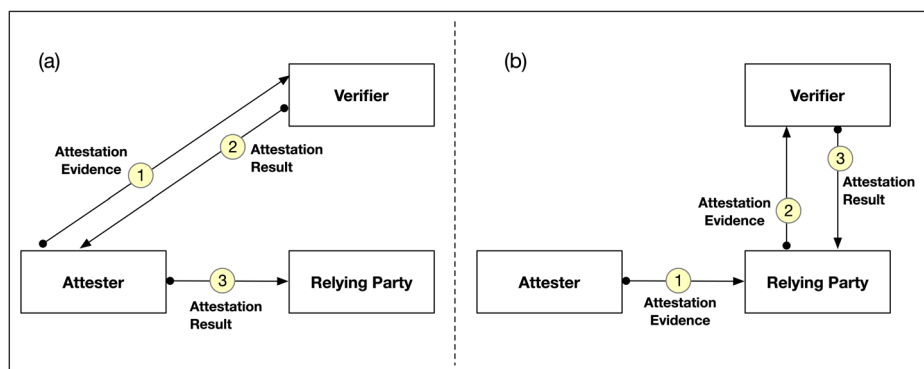 (a)
Verifier
Attestation
Evidence
1
2
Attestation
Result
Attester
3
Relying Party
Attestation
Result
(b)
Verifier
3
Attestation
Result
Attestation
Evidence
2
Attester
1
Relying Party
Attestation
Evidence